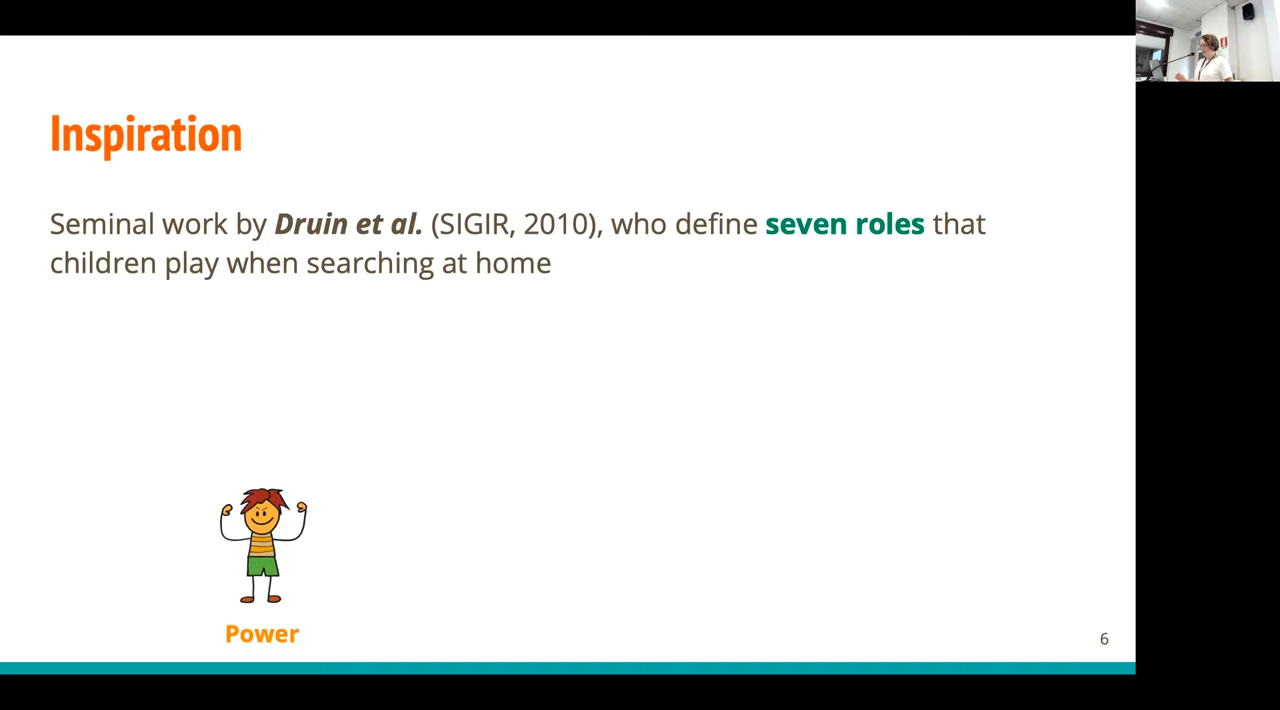 Inspiration
Seminal work by Druin et al. (SIGIR, 2010), who define seven roles that
children play when searching at home
Power
6